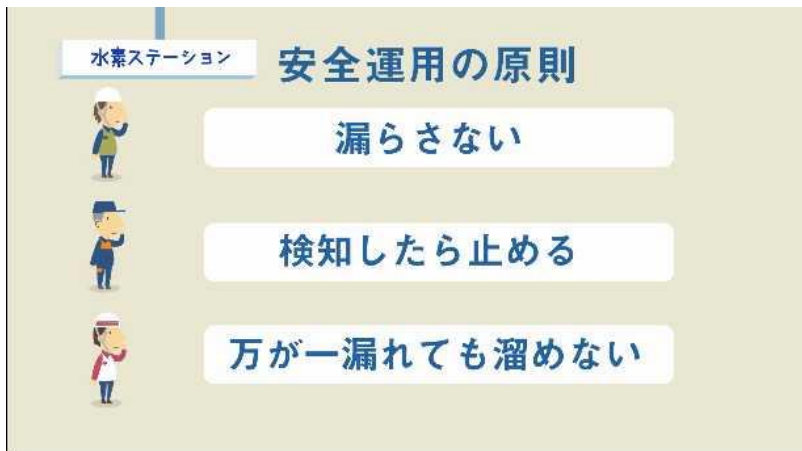 水素ステーション
安全運用の原則
漏らさない
検知したら止める
万が一漏れても溜めない